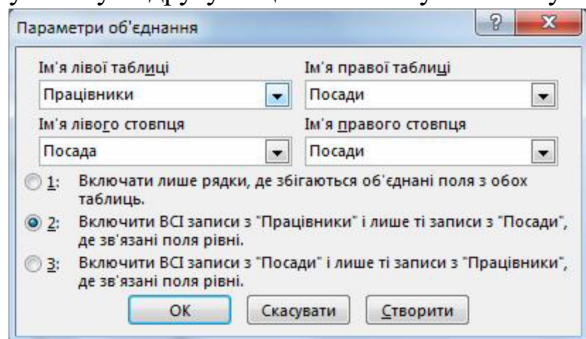 Параметри об'єднання
Ім'я лівої таблиці
Ім'я правої таблиці
Працівники
Посади
Ім'я лівого стовпця
Ім'я правого стовпця
Посада
Посади
1: Включати лише рядки, де збігаються об'єднані поля з обох
таблиць.
2: Включити ВСІ записи з "Працівники" і лише ті записи з "Посади",
де зв'язані поля рівні.
3: Включити ВСІ записи з "Посади" і лише ті записи з "Працівники",
де зв'язані поля рівні.
ОК
Скасувати
Створити